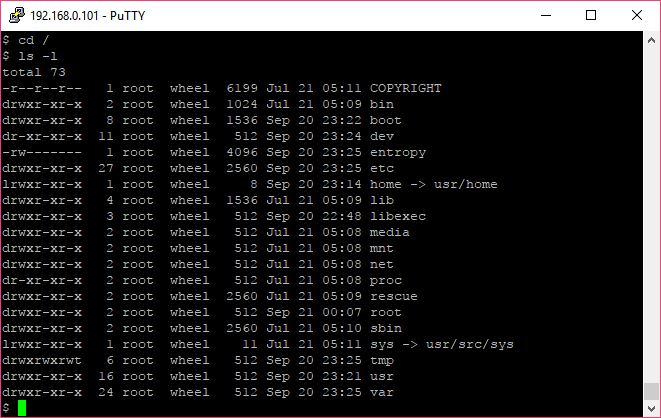 192.168.0.101 - PuTTY
$ cd /
$ ls -l
total 73
-r--r--r--   1 root  wheel  6199 Jul 21 05:11 COPYRIGHT
drwxr-xr-x   2 root  wheel  1024 Jul 21 05:09 bin
drwxr-xr-x   8 root  wheel  1536 Sep 20 23:22 boot
dr-xr-xr-x  11 root  wheel   512 Sep 20 23:24 dev
-rw-------   1 root  wheel  4096 Sep 20 23:25 entropy
drwxr-xr-x  27 root  wheel  2560 Sep 20 23:25 etc
lrwxr-xr-x   1 root  wheel     8 Sep 20 23:14 home -> usr/home
drwxr-xr-x   4 root  wheel  1536 Jul 21 05:09 lib
drwxr-xr-x   3 root  wheel   512 Sep 20 22:48 libexec
drwxr-xr-x   2 root  wheel   512 Jul 21 05:08 media
drwxr-xr-x   2 root  wheel   512 Jul 21 05:08 mnt
drwxr-xr-x   2 root  wheel   512 Jul 21 05:08 net
dr-xr-xr-x   2 root  wheel   512 Jul 21 05:08 proc
drwxr-xr-x   2 root  wheel  2560 Jul 21 05:09 rescue
drwxr-xr-x   2 root  wheel   512 Sep 21 00:07 root
drwxr-xr-x   2 root  wheel  2560 Jul 21 05:10 sbin
lrwxr-xr-x   1 root  wheel    11 Jul 21 05:11 sys -> usr/src/sys
drwxrwxrwt   6 root  wheel   512 Sep 20 23:25 tmp
drwxr-xr-x  16 root  wheel   512 Sep 20 23:21 usr
drwxr-xr-x  24 root  wheel   512 Sep 20 23:25 var
$